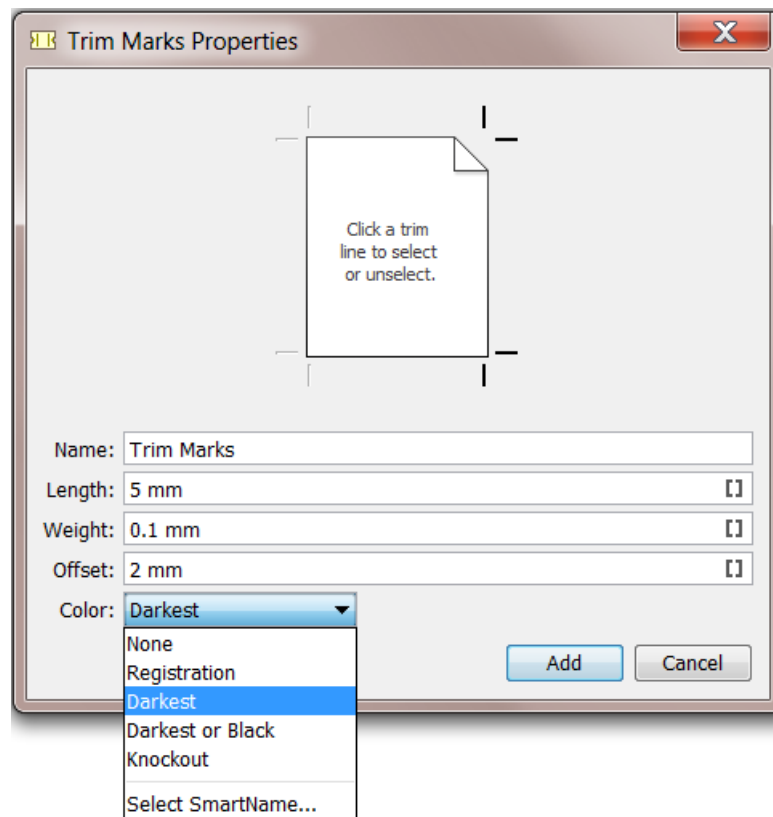 Trim Marks Properties
Click a trim
line to select
or unselect.
Name: Trim Marks
Length: 5 mm
Weight: 0.1 mm
Offset: 2 mm
Color: Darkest
None
Registration
Darkest
Darkest or Black
Knockout
Select SmartName...
Add
Cancel